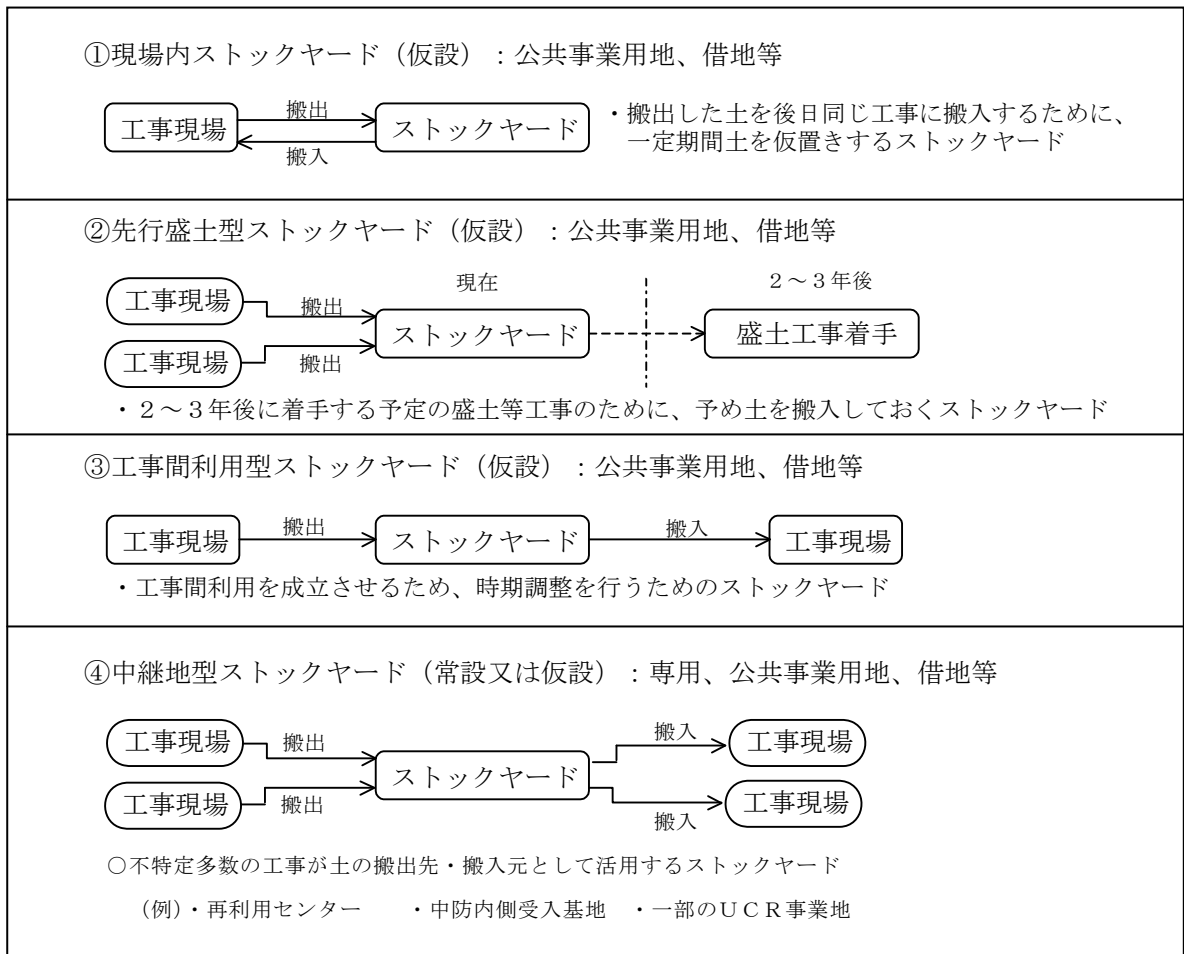 ①現場内ストックヤード（仮設）：公共事業用地、借地等
工事現場
搬出
搬入
ストックヤード
・搬出した土を後日同じ工事に搬入するために、
一定期間土を仮置きするストックヤード
②先行盛土型ストックヤード（仮設）：公共事業用地、借地等
現在
２～３年後
工事現場
搬出
工事現場
搬出
ストックヤード
盛土工事着手
・２～３年後に着手する予定の盛土等工事のために、予め土を搬入しておくストックヤード
③工事間利用型ストックヤード（仮設）：公共事業用地、借地等
工事現場
搬出
ストックヤード
搬入
工事現場
・工事間利用を成立させるため、時期調整を行うためのストックヤード
④中継地型ストックヤード（常設又は仮設）：専用、公共事業用地、借地等
工事現場
搬出
工事現場
搬出
ストックヤード
搬入
工事現場
搬入
工事現場
○不特定多数の工事が土の搬出先・搬入元として活用するストックヤード
（例）・再利用センター　・中防内側受入基地　・一部のＵＣＲ事業地